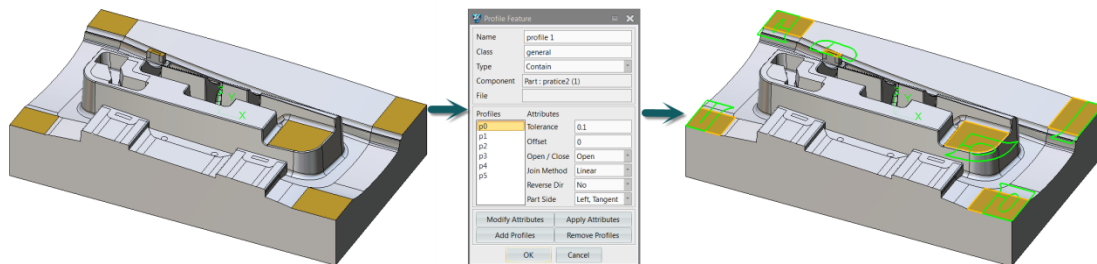 Profile Feature
Name profile 1
Class general
Type Contain
Component Part : pratice2 (1)
File
Profiles Attributes
p0 Tolerance 0.1
p1 Offset 0
p2 Open / Close Open
p3 Join Method Linear
p4 Reverse Dir No
p5 Part Side Left, Tangent
Modify Attributes Apply Attributes
Add Profiles Remove Profiles
OK Cancel
Y
X
Y
X